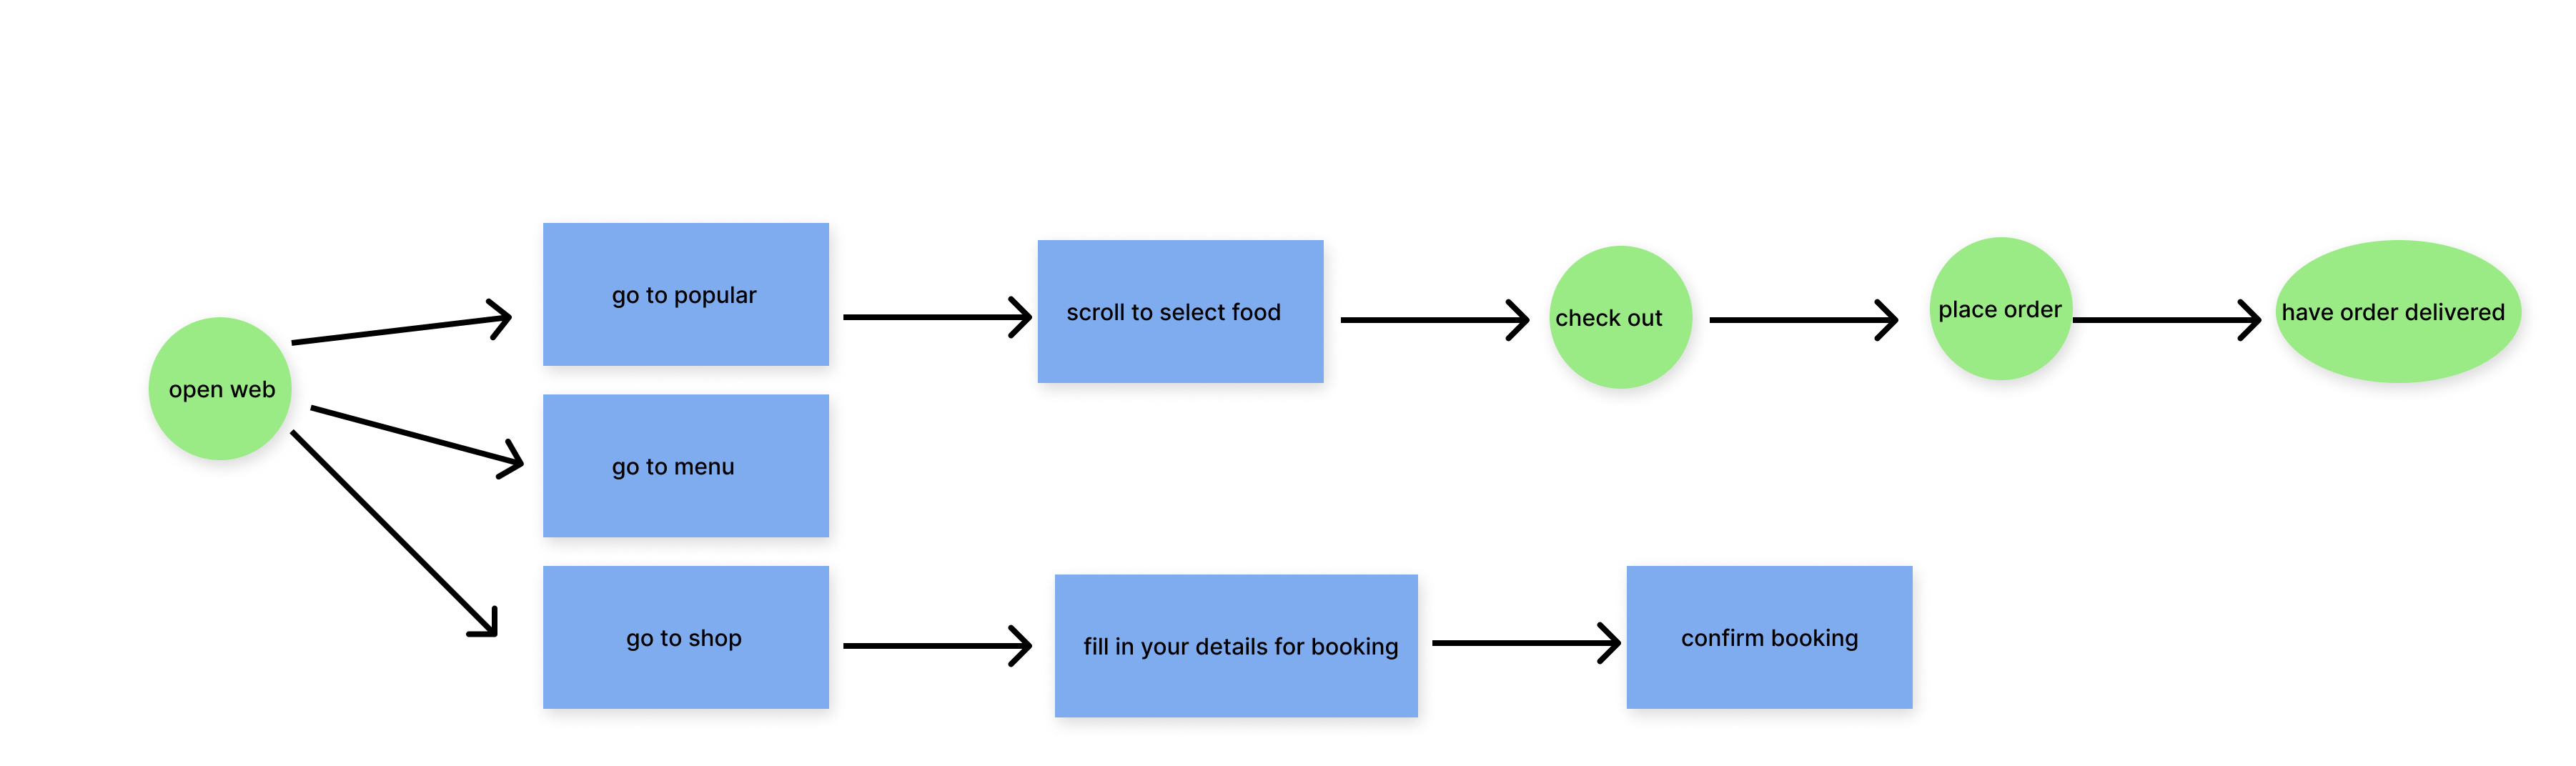 open web
go to popular
scroll to select food
check out
place order
have order delivered
go to menu
go to shop
fill in your details for booking
confirm booking